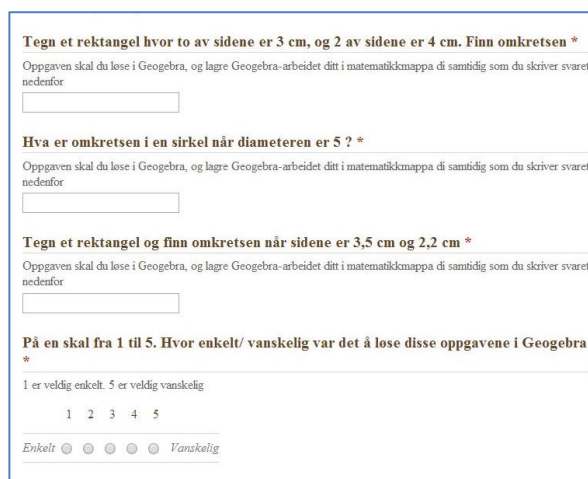 Tegn et rektangel hvor to av sidene er 3 cm, og 2 av sidene er 4 cm. Finn omkretsen *
Oppgaven skal du løse i Geogebra, og lagre Geogebra-arbeidet ditt i matematikkmappa di samtidig som du skriver svaret
nedenfor
Hva er omkretsen i en sirkel når diameteren er 5 ? *
Oppgaven skal du løse i Geogebra, og lagre Geogebra-arbeidet ditt i matematikkmappa di samtidig som du skriver svaret
nedenfor
Tegn et rektangel og finn omkretsen når sidene er 3,5 cm og 2,2 cm *
Oppgaven skal du løse i Geogebra, og lagre Geogebra-arbeidet ditt i matematikkmappa di samtidig som du skriver svaret
nedenfor
På en skal fra 1 til 5. Hvor enkelt/ vanskelig var det å løse disse oppgavene i Geogebra
*
1 er veldig enkelt. 5 er veldig vanskelig
1 2 3 4 5
Enkelt Vanskelig